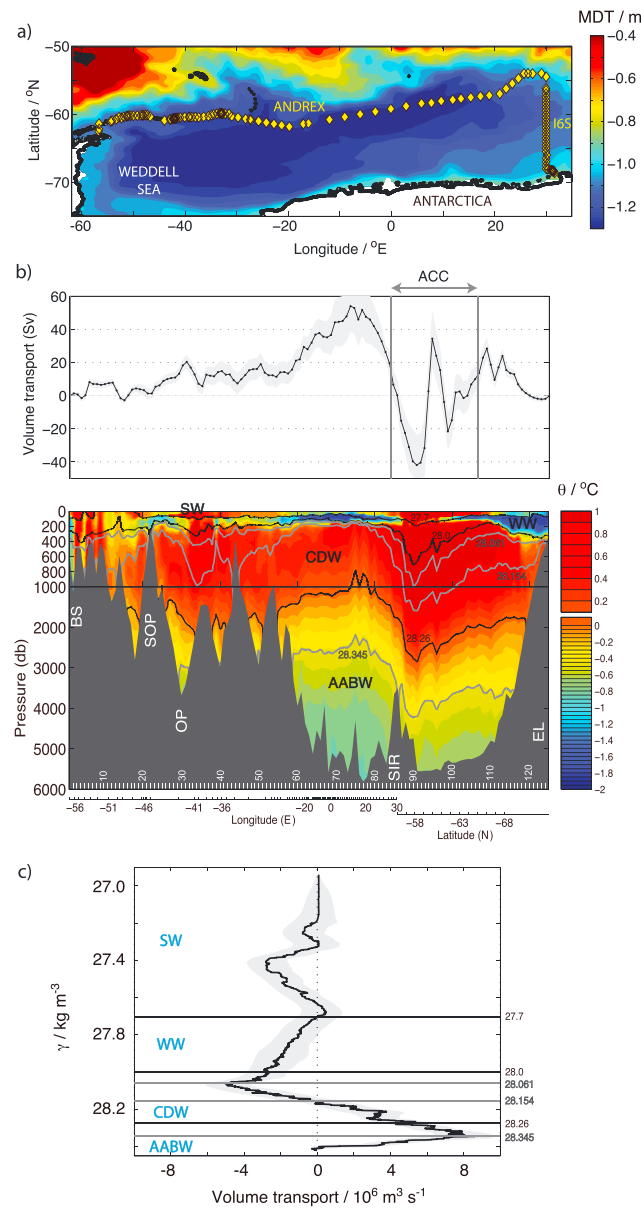 a)
MDT / m
−50
−60
−70
Latitude / °N
ANDREX
I6S
WEDDELL
SEA
ANTARCTICA
−60 −40 −20 0 20
Longitude / °E
−0.4
−0.6
−0.8
−1.0
−1.2
b)
ACC
60
40
20
0
−20
−40
Volume transport (Sv)
θ / °C
0
200
400
600
800
1000
2000
3000
4000
5000
6000
Pressure (db)
SW
27.7
WW
28.0
28.061
CDW
28.154
BS
SOP
28.26
28.345
AABW
OP
SIR
EL
10 20 30 40 50 60 70 80 90 100 110 120
−56 −51 −46 −41 −36 −20 0 20 30
Longitude (E)
−58 −63 −68
Latitude (N)
1
0.8
0.6
0.4
0.2
0
−0.2
−0.4
−0.6
−0.8
−1
−1.2
−1.4
−1.6
−1.8
−2
c)
27.0
27.4
27.8
28.2
γ / kg m⁻³
SW
27.7
WW
28.0
28.061
28.154
CDW
28.26
28.345
AABW
−8 −4 0 4 8
Volume transport / 10⁶ m³ s⁻¹